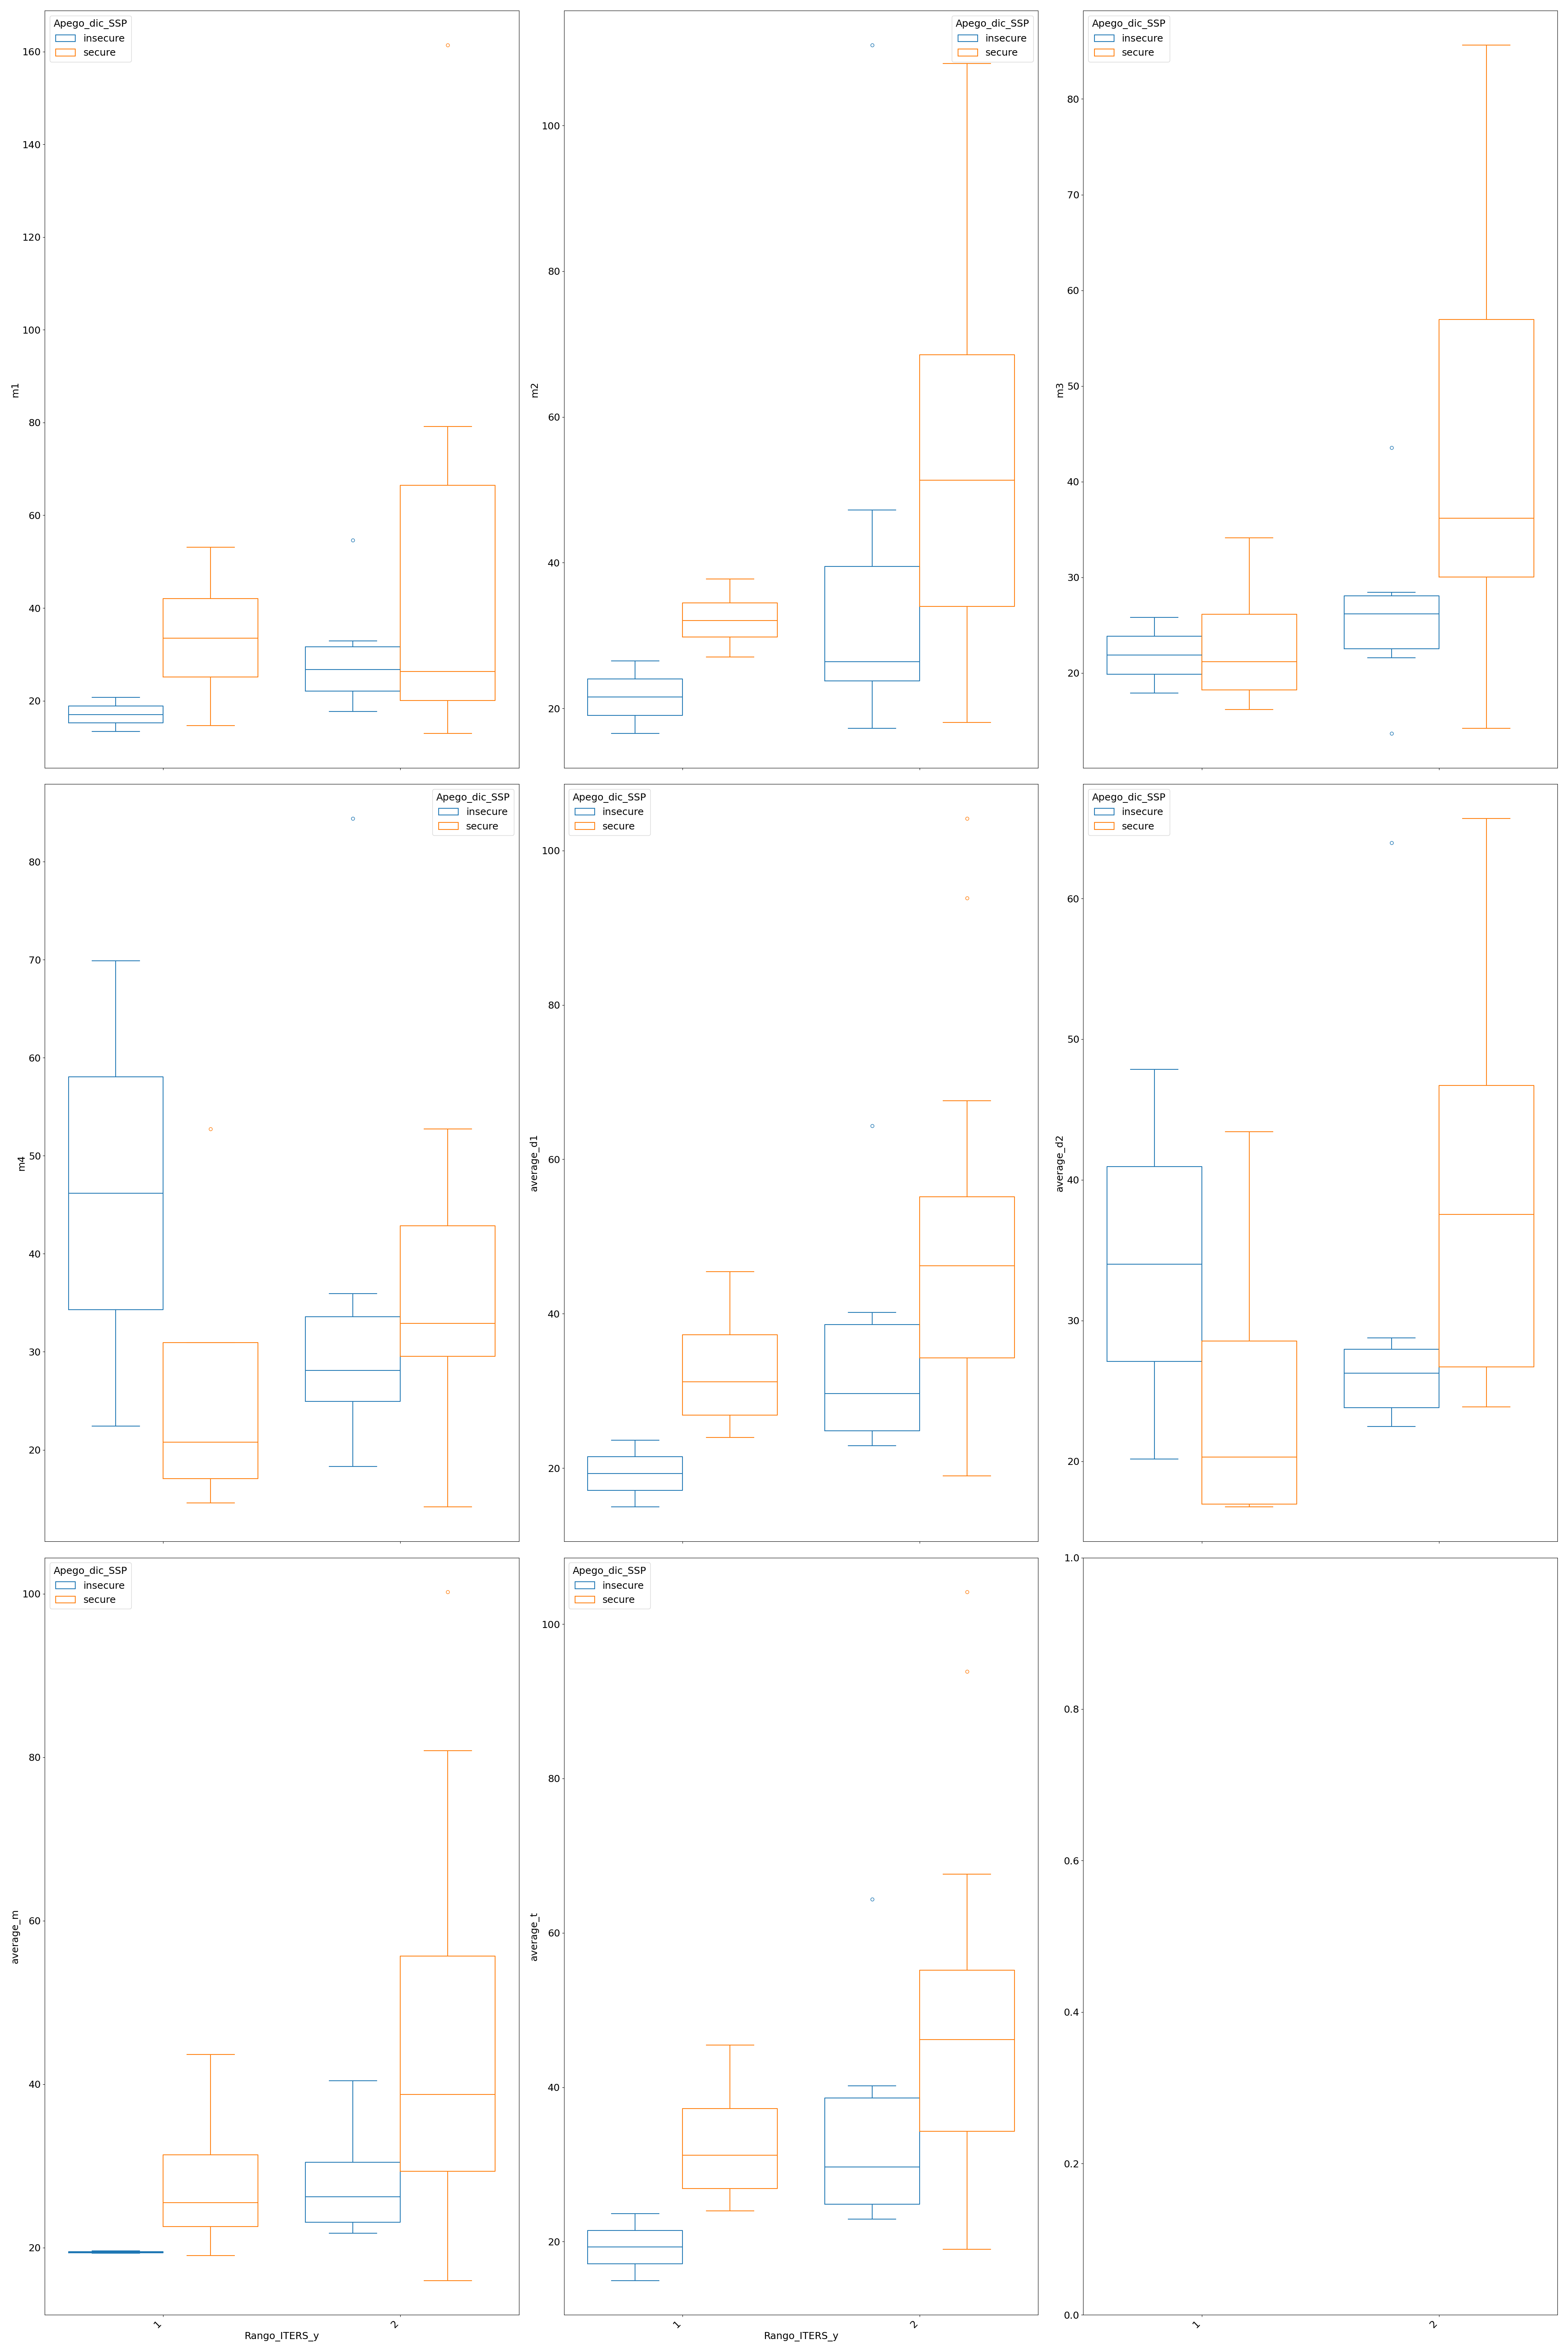 Apego_dic_SSP
insecure
secure
160
140
120
100
80
60
40
20
m1
Apego_dic_SSP
insecure
secure
100
80
60
40
20
m2
Apego_dic_SSP
insecure
secure
80
70
60
50
40
30
20
m3
Apego_dic_SSP
insecure
secure
80
70
60
50
40
30
20
m4
Apego_dic_SSP
insecure
secure
100
80
60
40
20
average_d1
Apego_dic_SSP
insecure
secure
60
50
40
30
20
average_d2
Apego_dic_SSP
insecure
secure
100
80
60
40
20
average_m
1
2
Rango_ITERS_y
Apego_dic_SSP
insecure
secure
100
80
60
40
20
average_t
1
2
Rango_ITERS_y
1.0
0.8
0.6
0.4
0.2
0.0
1
2